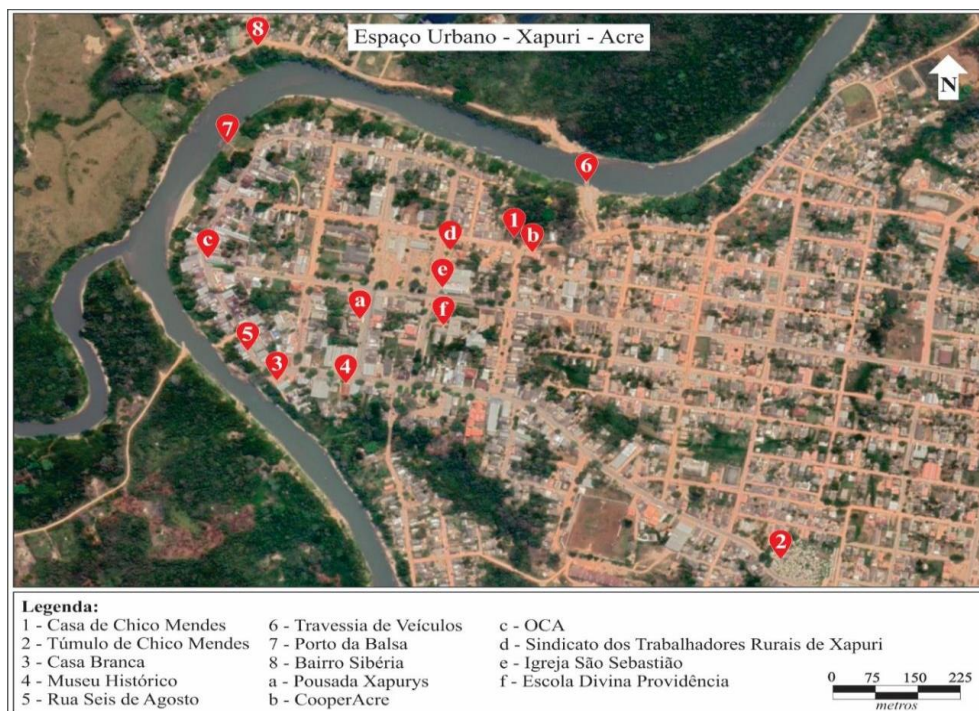 Espaço Urbano - Xapuri - Acre
N
8
7
6
1
b
d
c
e
a
f
5
3
4
2
Legenda:
1 - Casa de Chico Mendes
2 - Túmulo de Chico Mendes
3 - Casa Branca
4 - Museu Histórico
5 - Rua Seis de Agosto
6 - Travessia de Veículos
7 - Porto da Balsa
8 - Bairro Sibéria
a - Pousada Xapurys
b - CooperAcre
c - OCA
d - Sindicato dos Trabalhadores Rurais de Xapuri
e - Igreja São Sebastião
f - Escola Divina Providência
0 75 150 225
metros